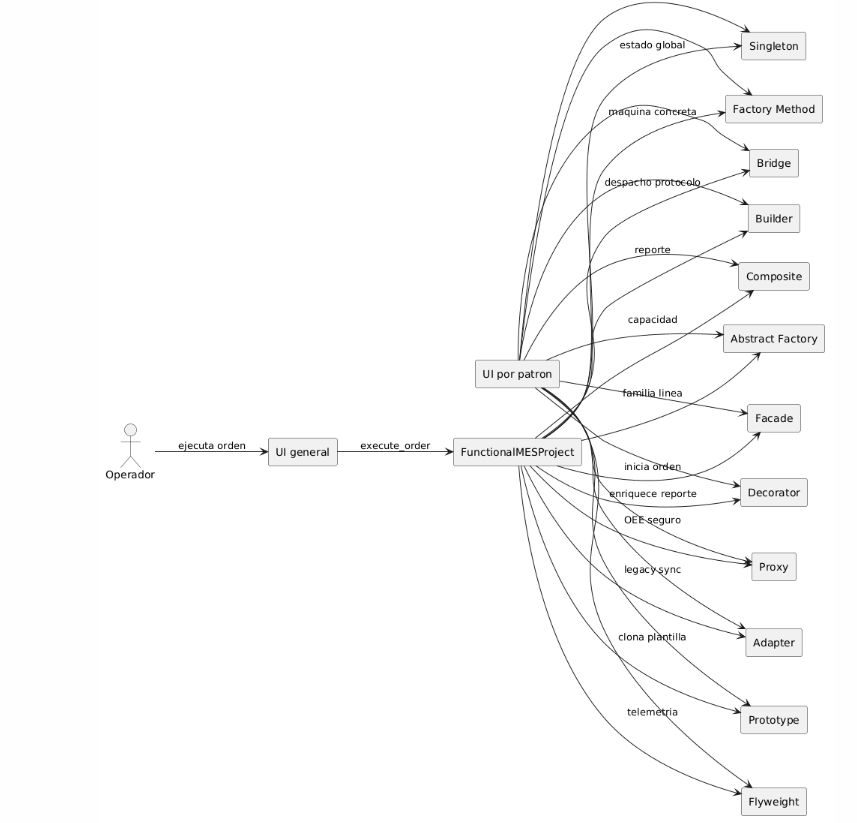 Singleton
estado global
Factory Method
maquina concreta
Bridge
despacho protocolo
Builder
reporte
Composite
capacidad
Abstract Factory
UI por patron
familia linea
Facade
Operador
ejecuta orden
UI general
execute_order
FunctionalMESProject
inicia orden
enriquece reporte
Decorator
OEE seguro
Proxy
legacy sync
clona plantilla
Adapter
telemetria
Prototype
Flyweight